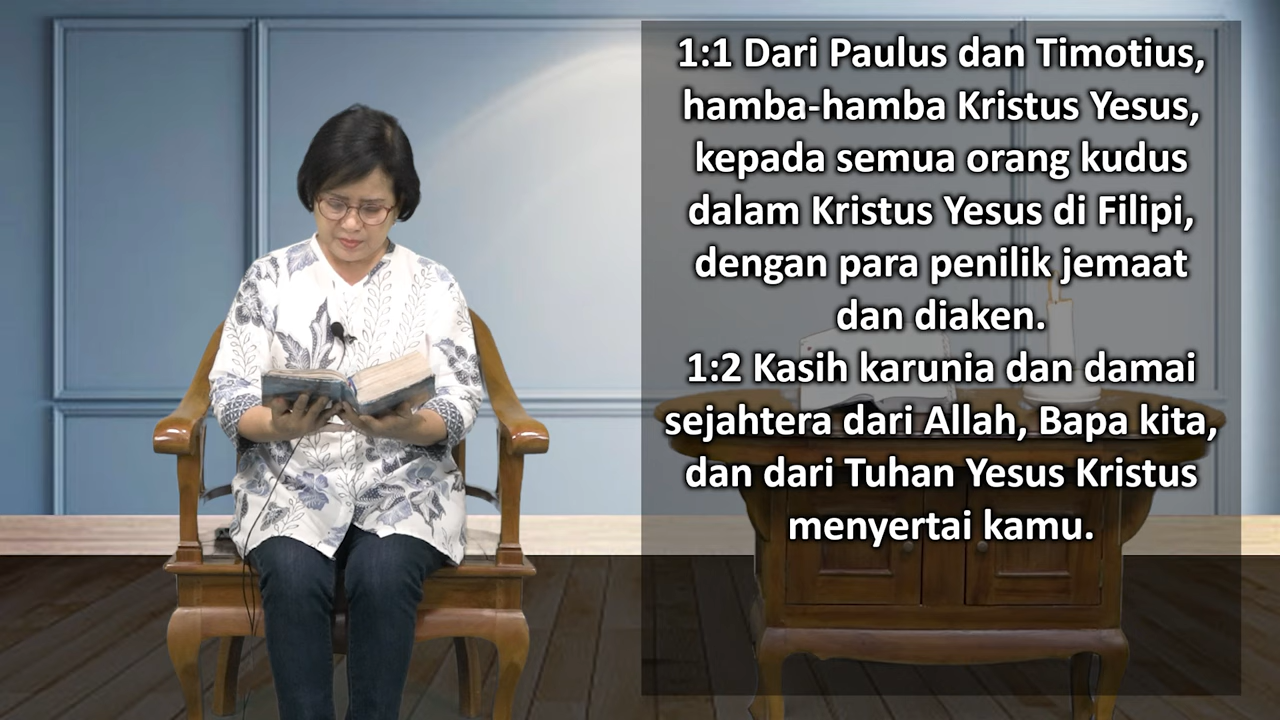 1:1 Dari Paulus dan Timotius,
hamba-hamba Kristus Yesus,
kepada semua orang kudus
dalam Kristus Yesus di Filipi,
dengan para penilik jemaat
dan diaken.
1:2 Kasih karunia dan damai
sejahtera dari Allah, Bapa kita,
dan dari Tuhan Yesus Kristus
menyertai kamu.